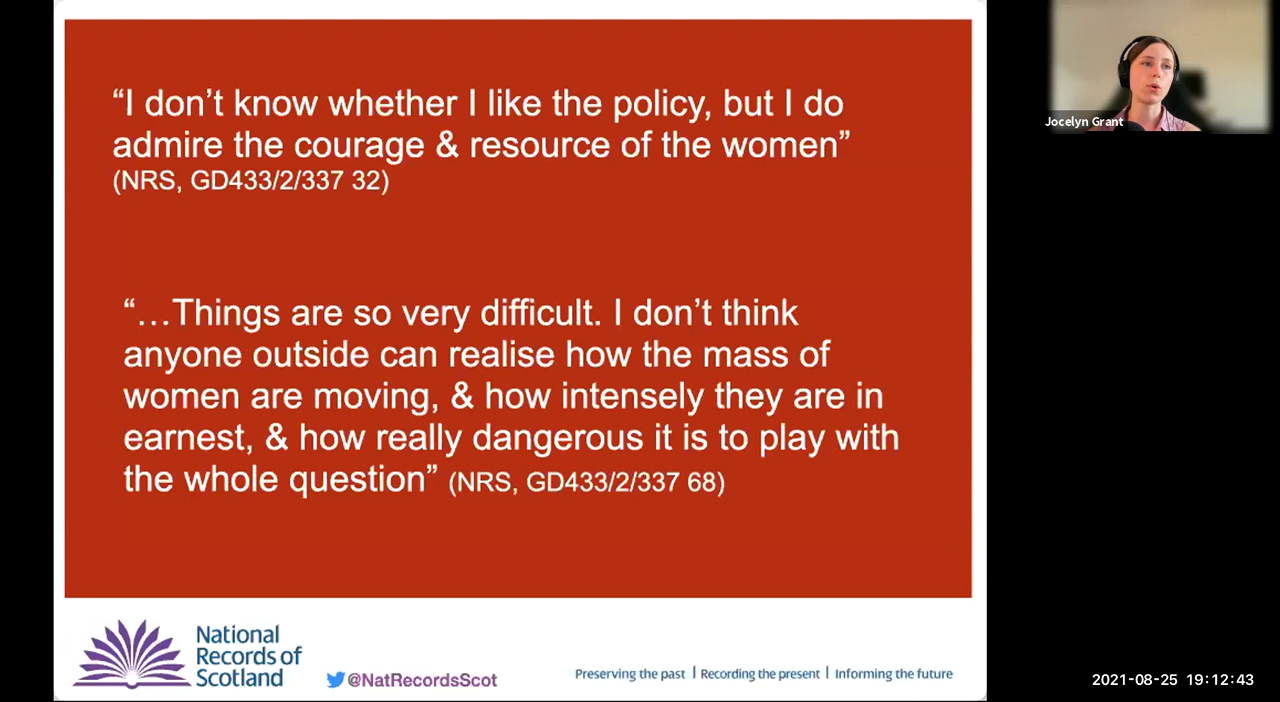 “I don’t know whether I like the policy, but I do
admire the courage & resource of the women”
(NRS, GD433/2/337 32)
“…Things are so very difficult. I don’t think
anyone outside can realise how the mass of
women are moving, & how intensely they are in
earnest, & how really dangerous it is to play with
the whole question” (NRS, GD433/2/337 68)
National
Records of
Scotland
@NatRecordsScot
Preserving the past | Recording the present | Informing the future
Jocelyn Grant
2021-08-25 19:12:43